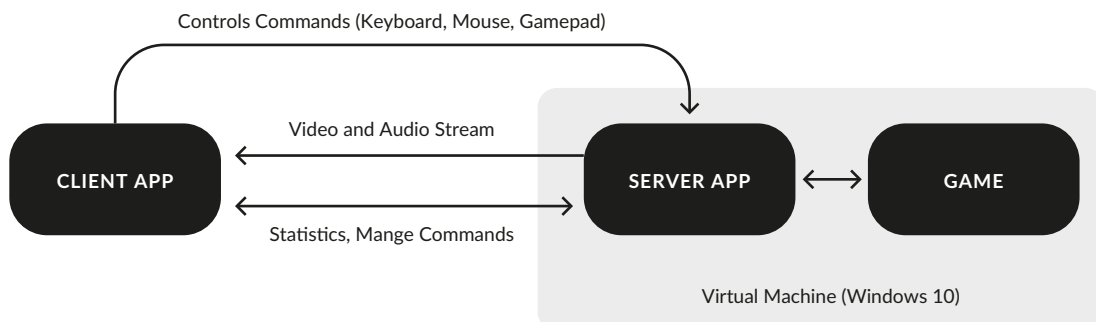 Controls Commands (Keyboard, Mouse, Gamepad)
Video and Audio Stream
CLIENT APP
SERVER APP
GAME
Statistics, Mange Commands
Virtual Machine (Windows 10)